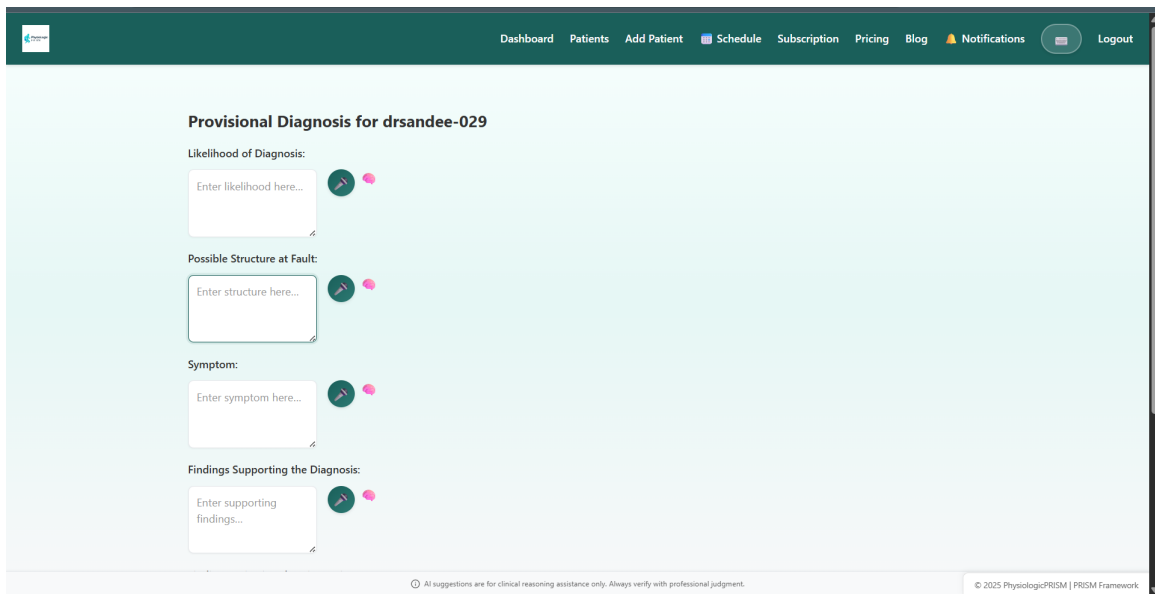 Dashboard Patients Add Patient Schedule Subscription Pricing Blog Notifications Logout
Provisional Diagnosis for drsandee-029
Likelihood of Diagnosis:
Enter likelihood here...
Possible Structure at Fault:
Enter structure here...
Symptom:
Enter symptom here...
Findings Supporting the Diagnosis:
Enter supporting
findings...
AI suggestions are for clinical reasoning assistance only. Always verify with professional judgment.
© 2025 PhysiologicPRISM | PRISM Framework